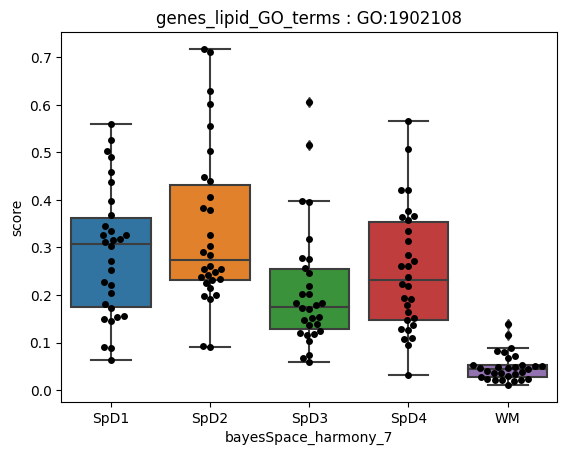 genes_lipid_GO_terms : GO:1902108
0.7
0.6
0.5
0.4
0.3
0.2
0.1
0.0
score
SpD1 SpD2 SpD3 SpD4 WM
bayesSpace_harmony_7